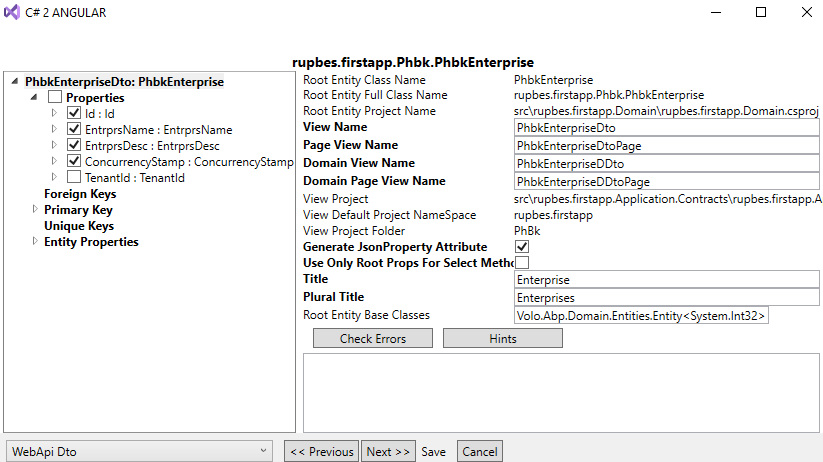 C# 2 ANGULAR
rupbes.firstapp.Phbk.PhbkEnterprise
PhbkEnterpriseDto: PhbkEnterprise
Properties
Id : Id
EntrprsName : EntrprsName
EntrprsDesc : EntrprsDesc
ConcurrencyStamp : ConcurrencyStamp
TenantId : TenantId
Foreign Keys
Primary Key
Unique Keys
Entity Properties
Root Entity Class Name PhbkEnterprise
Root Entity Full Class Name rupbes.firstapp.Phbk.PhbkEnterprise
Root Entity Project Name src\rupbes.firstapp.Domain\rupbes.firstapp.Domain.csproj
View Name PhbkEnterpriseDto
Page View Name PhbkEnterpriseDtoPage
Domain View Name PhbkEnterpriseDDto
Domain Page View Name PhbkEnterpriseDDtoPage
View Project src\rupbes.firstapp.Application.Contracts\rupbes.firstapp.A
View Default Project NameSpace rupbes.firstapp
View Project Folder PhBk
Generate JsonProperty Attribute
Use Only Root Props For Select Metho
Title Enterprise
Plural Title Enterprises
Root Entity Base Classes Volo.Abp.Domain.Entities.Entity<System.Int32>
Check Errors Hints
WebApi Dto << Previous Next >> Save Cancel